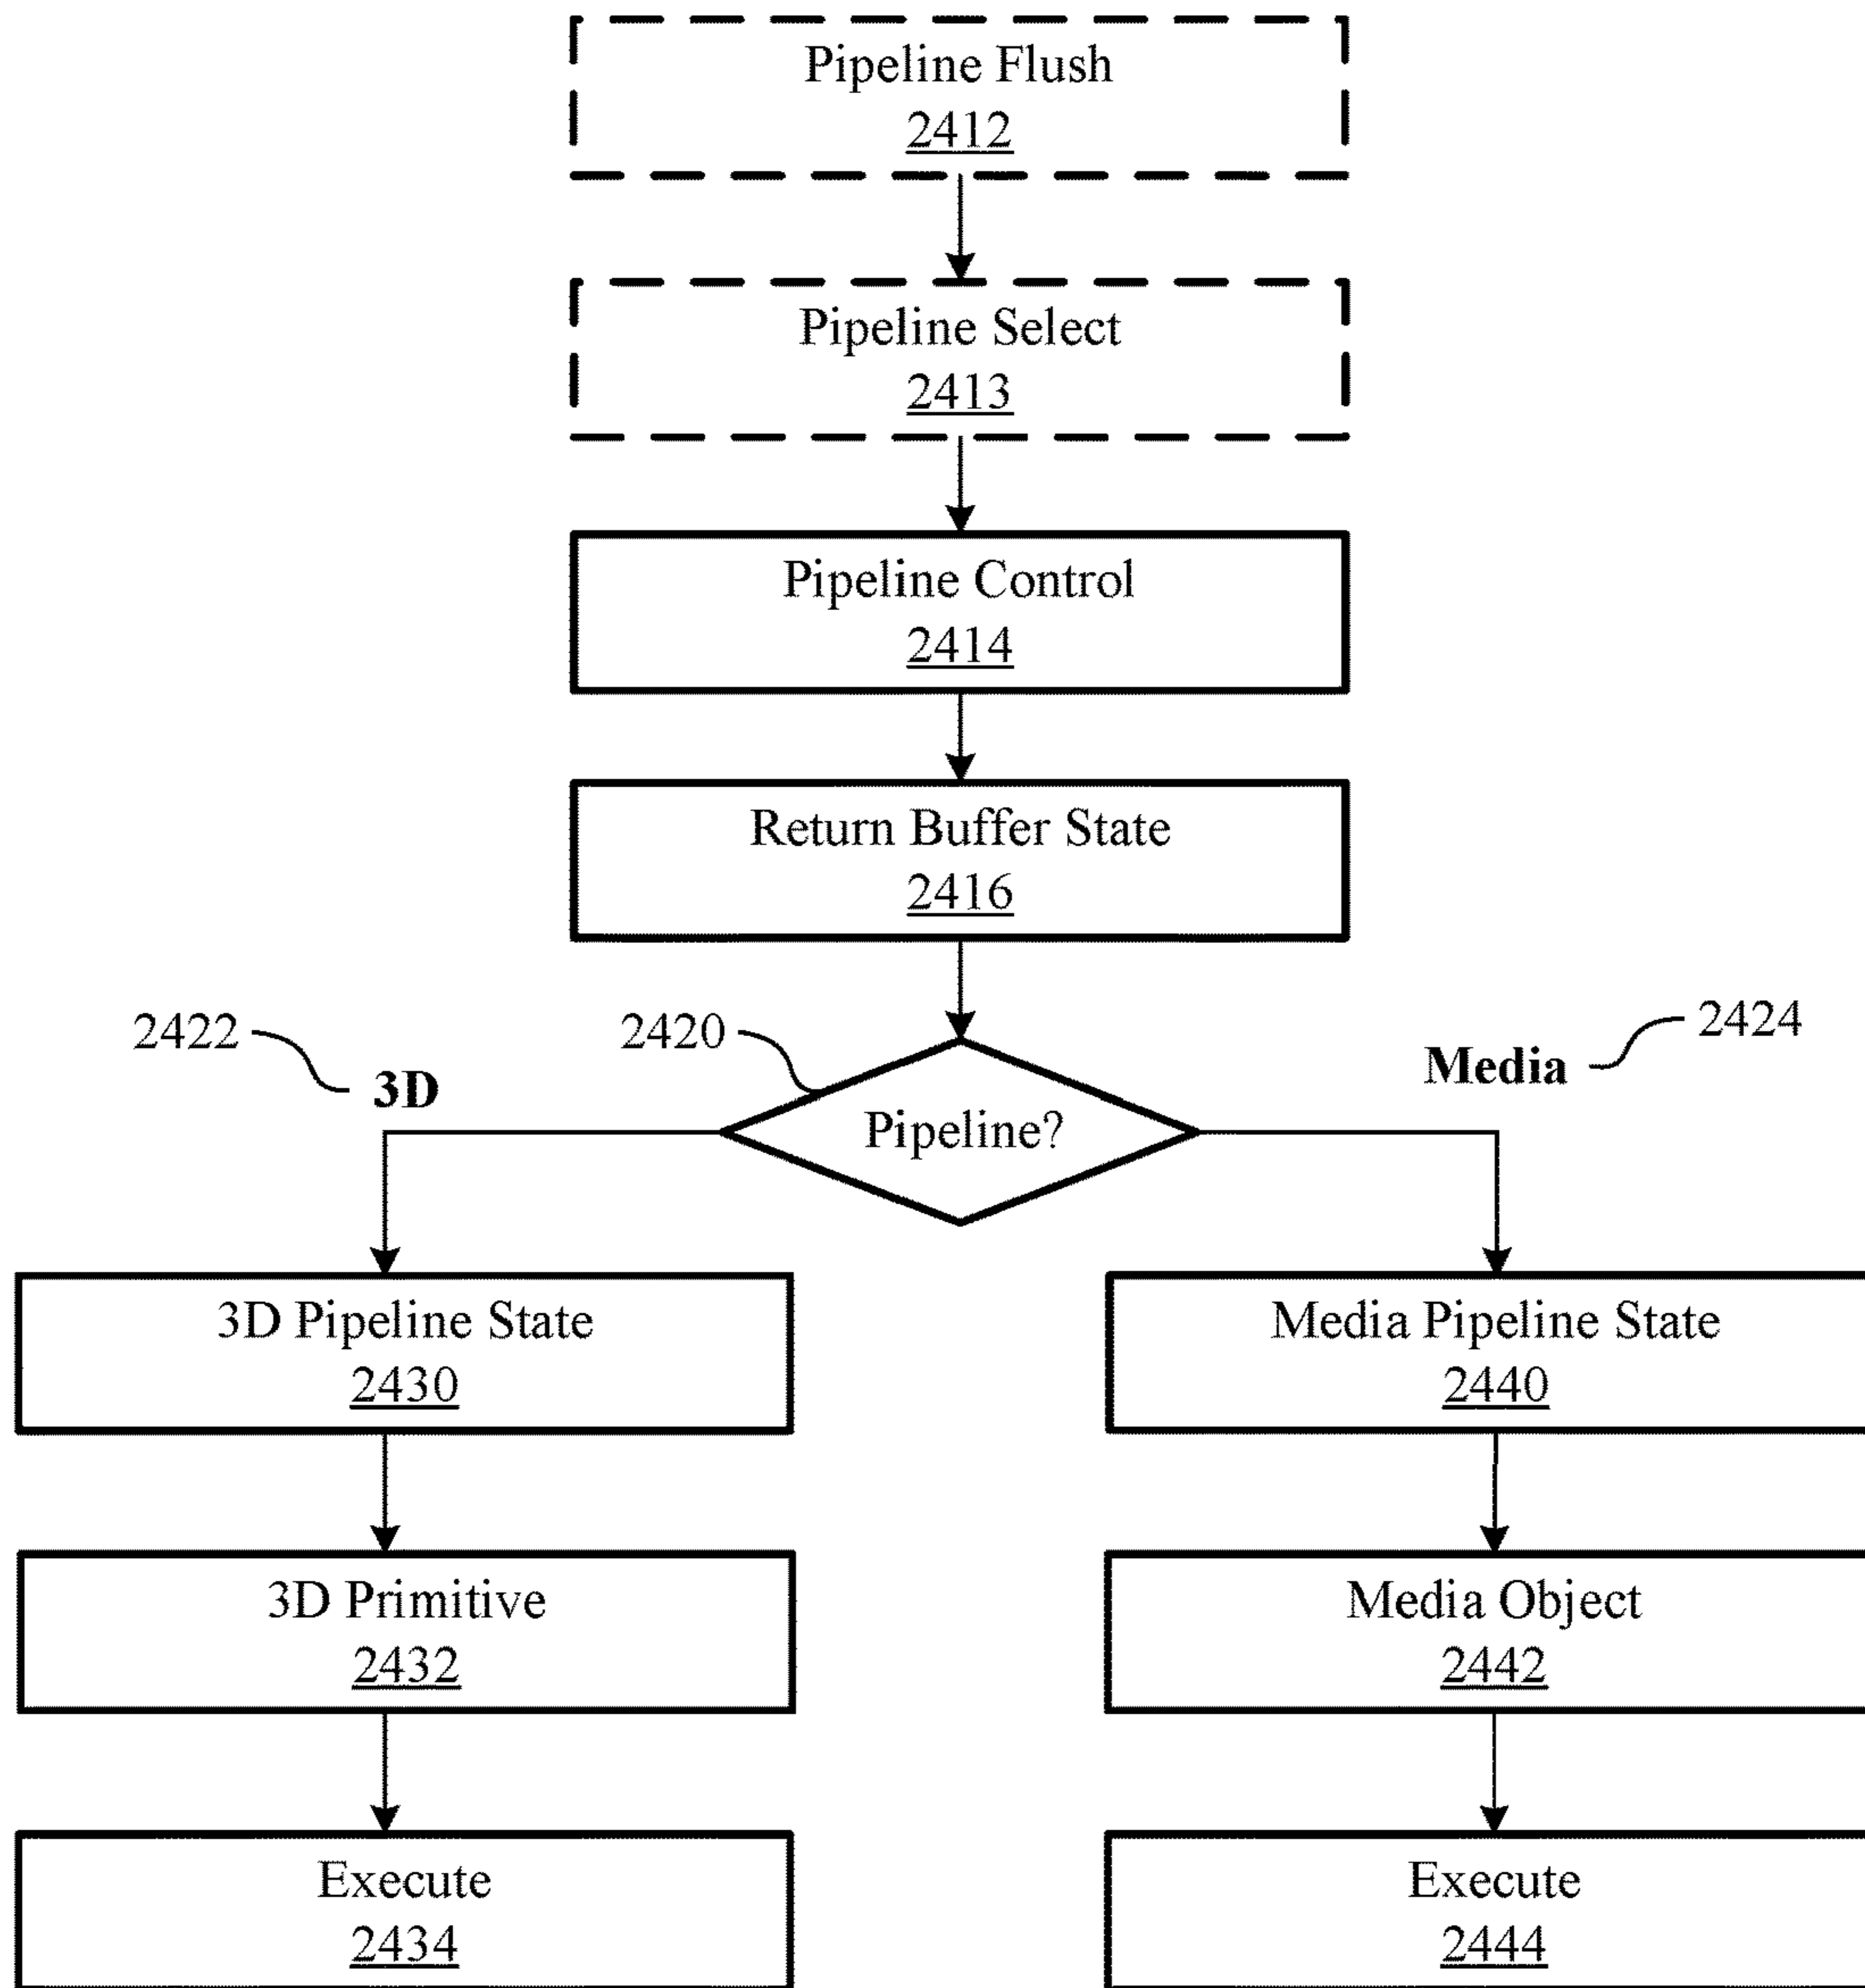 Pipeline Flush
2412
Pipeline Select
2413
Pipeline Control
2414
Return Buffer State
2416
2422
2420
2424
3D
Media
Pipeline?
3D Pipeline State
2430
Media Pipeline State
2440
3D Primitive
2432
Media Object
2442
Execute
2434
Execute
2444